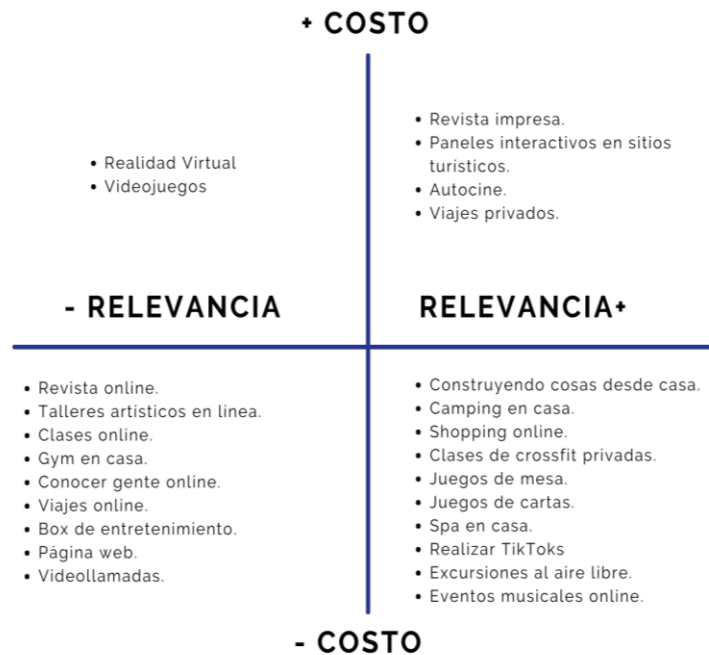 + COSTO
• Realidad Virtual
• Videojuegos
• Revista impresa.
• Paneles interactivos en sitios
turísticos.
• Autocine.
• Viajes privados.
- RELEVANCIA
RELEVANCIA+
• Revista online.
• Talleres artísticos en línea.
• Clases online.
• Gym en casa.
• Conocer gente online.
• Viajes online.
• Box de entretenimiento.
• Página web.
• Videollamadas.
• Construyendo cosas desde casa.
• Camping en casa.
• Shopping online.
• Clases de crossfit privadas.
• Juegos de mesa.
• Juegos de cartas.
• Spa en casa.
• Realizar TikToks
• Excursiones al aire libre.
• Eventos musicales online.
- COSTO